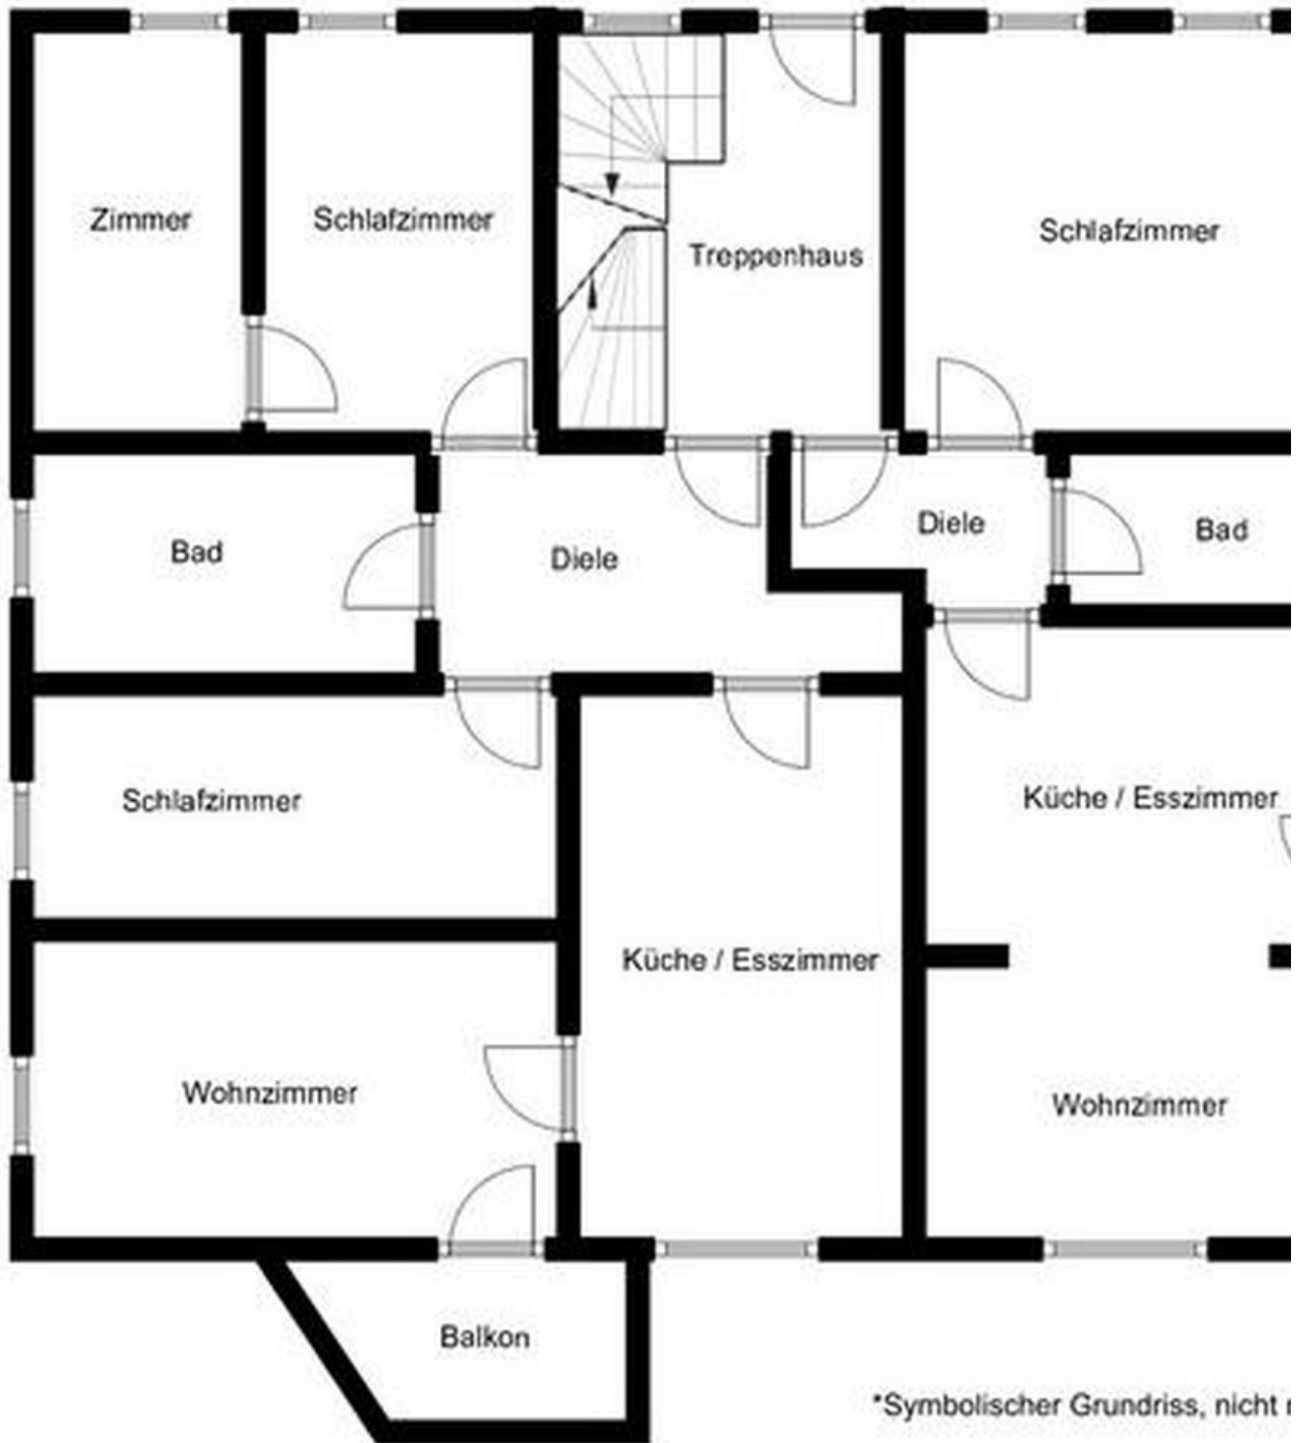 Zimmer
Schlafzimmer
Treppenhaus
Schlafzimmer
Bad
Diele
Diele
Bad
Schlafzimmer
Küche / Esszimmer
Küche / Esszimmer
Wohnzimmer
Wohnzimmer
Balkon
*Symbolischer Grundriss, nicht